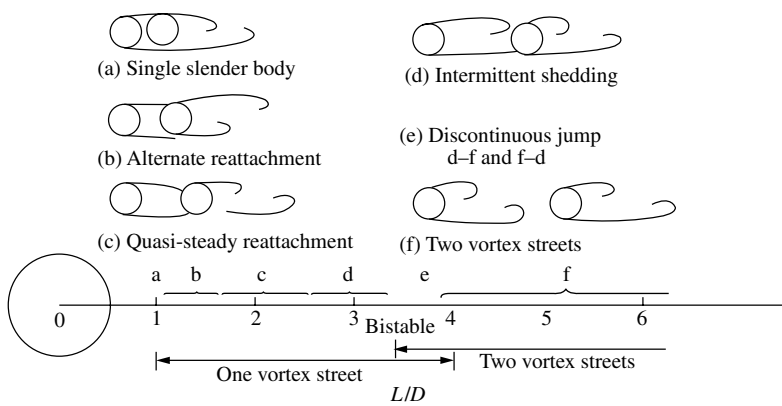 (a) Single slender body
(b) Alternate reattachment
(c) Quasi-steady reattachment
(d) Intermittent shedding
(e) Discontinuous jump
d–f and f–d
(f) Two vortex streets
a b c d e f
0 1 2 3 4 5 6
Bistable
One vortex street
Two vortex streets
L/D